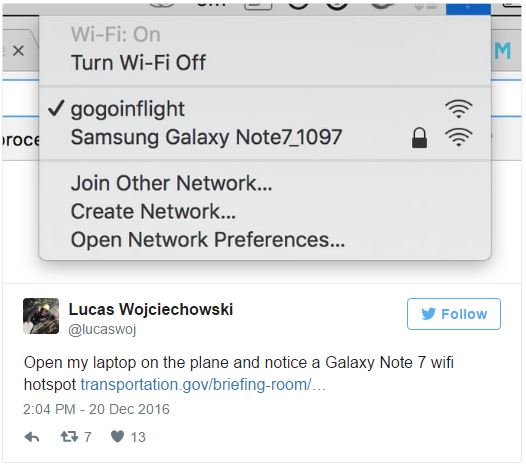 Wi-Fi: On
Turn Wi-Fi Off
gogoinflight
Samsung Galaxy Note7_1097
Join Other Network...
Create Network...
Open Network Preferences...
M
Lucas Wojciechowski
Follow
@lucaswoj
Open my laptop on the plane and notice a Galaxy Note 7 wifi
hotspot transportation.gov/briefing-room/…
2:04 PM - 20 Dec 2016
7 13